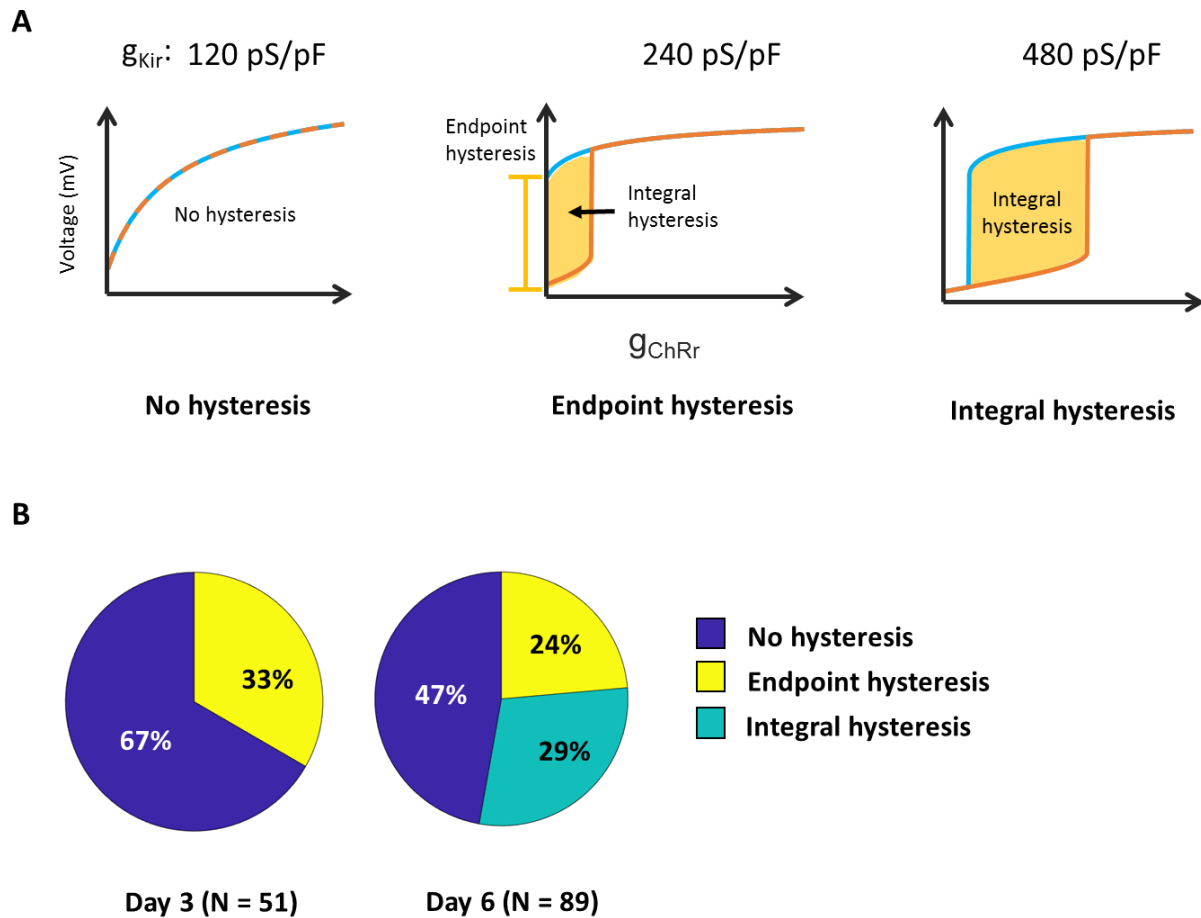 A
gKir: 120 pS/pF
240 pS/pF
480 pS/pF
Voltage (mV)
No hysteresis
Endpoint
hysteresis
Integral
hysteresis
Integral
hysteresis
gChRr
No hysteresis
Endpoint hysteresis
Integral hysteresis
B
67%
33%
47%
24%
29%
No hysteresis
Endpoint hysteresis
Integral hysteresis
Day 3 (N = 51)
Day 6 (N = 89)